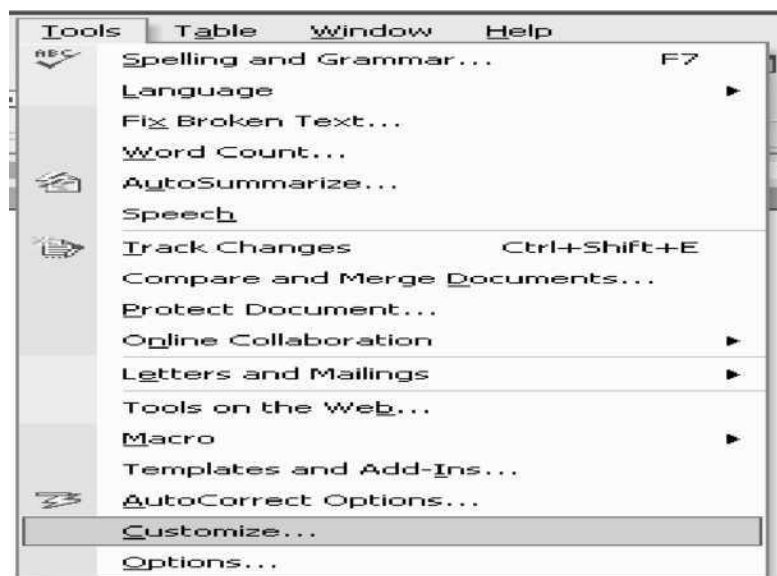 Tools Table Window Help
ABC Spelling and Grammar... F7
Language
Fix Broken Text...
Word Count...
AutoSummarize...
Speech
Track Changes Ctrl+Shift+E
Compare and Merge Documents...
Protect Document...
Online Collaboration
Letters and Mailings
Tools on the Web...
Macro
Templates and Add-Ins...
AutoCorrect Options...
Customize...
Options...